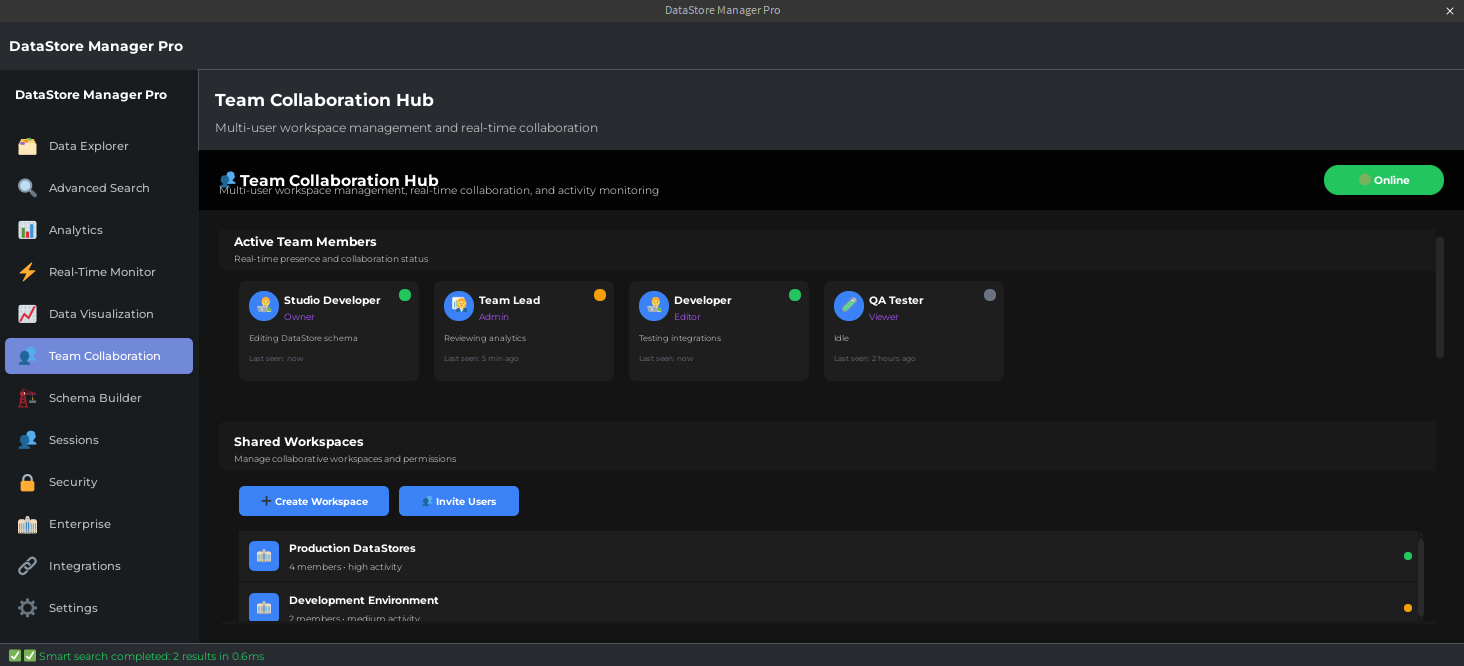 DataStore Manager Pro
DataStore Manager Pro
DataStore Manager Pro
Data Explorer
Advanced Search
Analytics
Real-Time Monitor
Data Visualization
Team Collaboration
Schema Builder
Sessions
Security
Enterprise
Integrations
Settings
Team Collaboration Hub
Multi-user workspace management and real-time collaboration
Team Collaboration Hub
Multi-user workspace management, real-time collaboration, and activity monitoring
Online
Active Team Members
Real-time presence and collaboration status
Studio Developer
Owner
Editing DataStore schema
Last seen: now
Team Lead
Admin
Reviewing analytics
Last seen: 5 min ago
Developer
Editor
Testing integrations
Last seen: now
QA Tester
Viewer
Idle
Last seen: 2 hours ago
Shared Workspaces
Manage collaborative workspaces and permissions
Create Workspace
Invite Users
Production DataStores
4 members • high activity
Development Environment
2 members • medium activity
Smart search completed: 2 results in 0.6ms